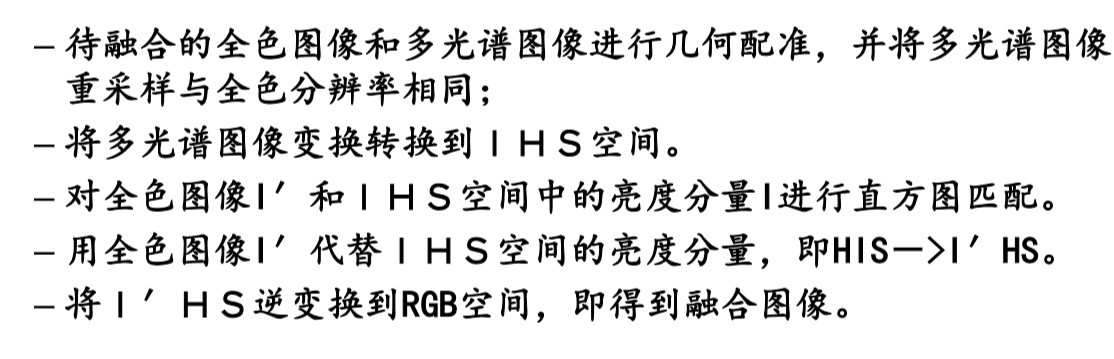 – 待融合的全色图像和多光谱图像进行几何配准，并将多光谱图像
重采样与全色分辨率相同；
– 将多光谱图像变换转换到ＩＨＳ空间。
– 对全色图像I′和ＩＨＳ空间中的亮度分量I进行直方图匹配。
– 用全色图像I′代替ＩＨＳ空间的亮度分量，即HIS—>I′HS。
– 将Ｉ′ＨＳ逆变换到RGB空间，即得到融合图像。